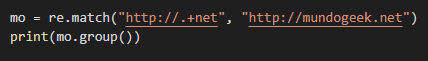 mo = re.match("http://.+net", "http://mundogeek.net")
print(mo.group())